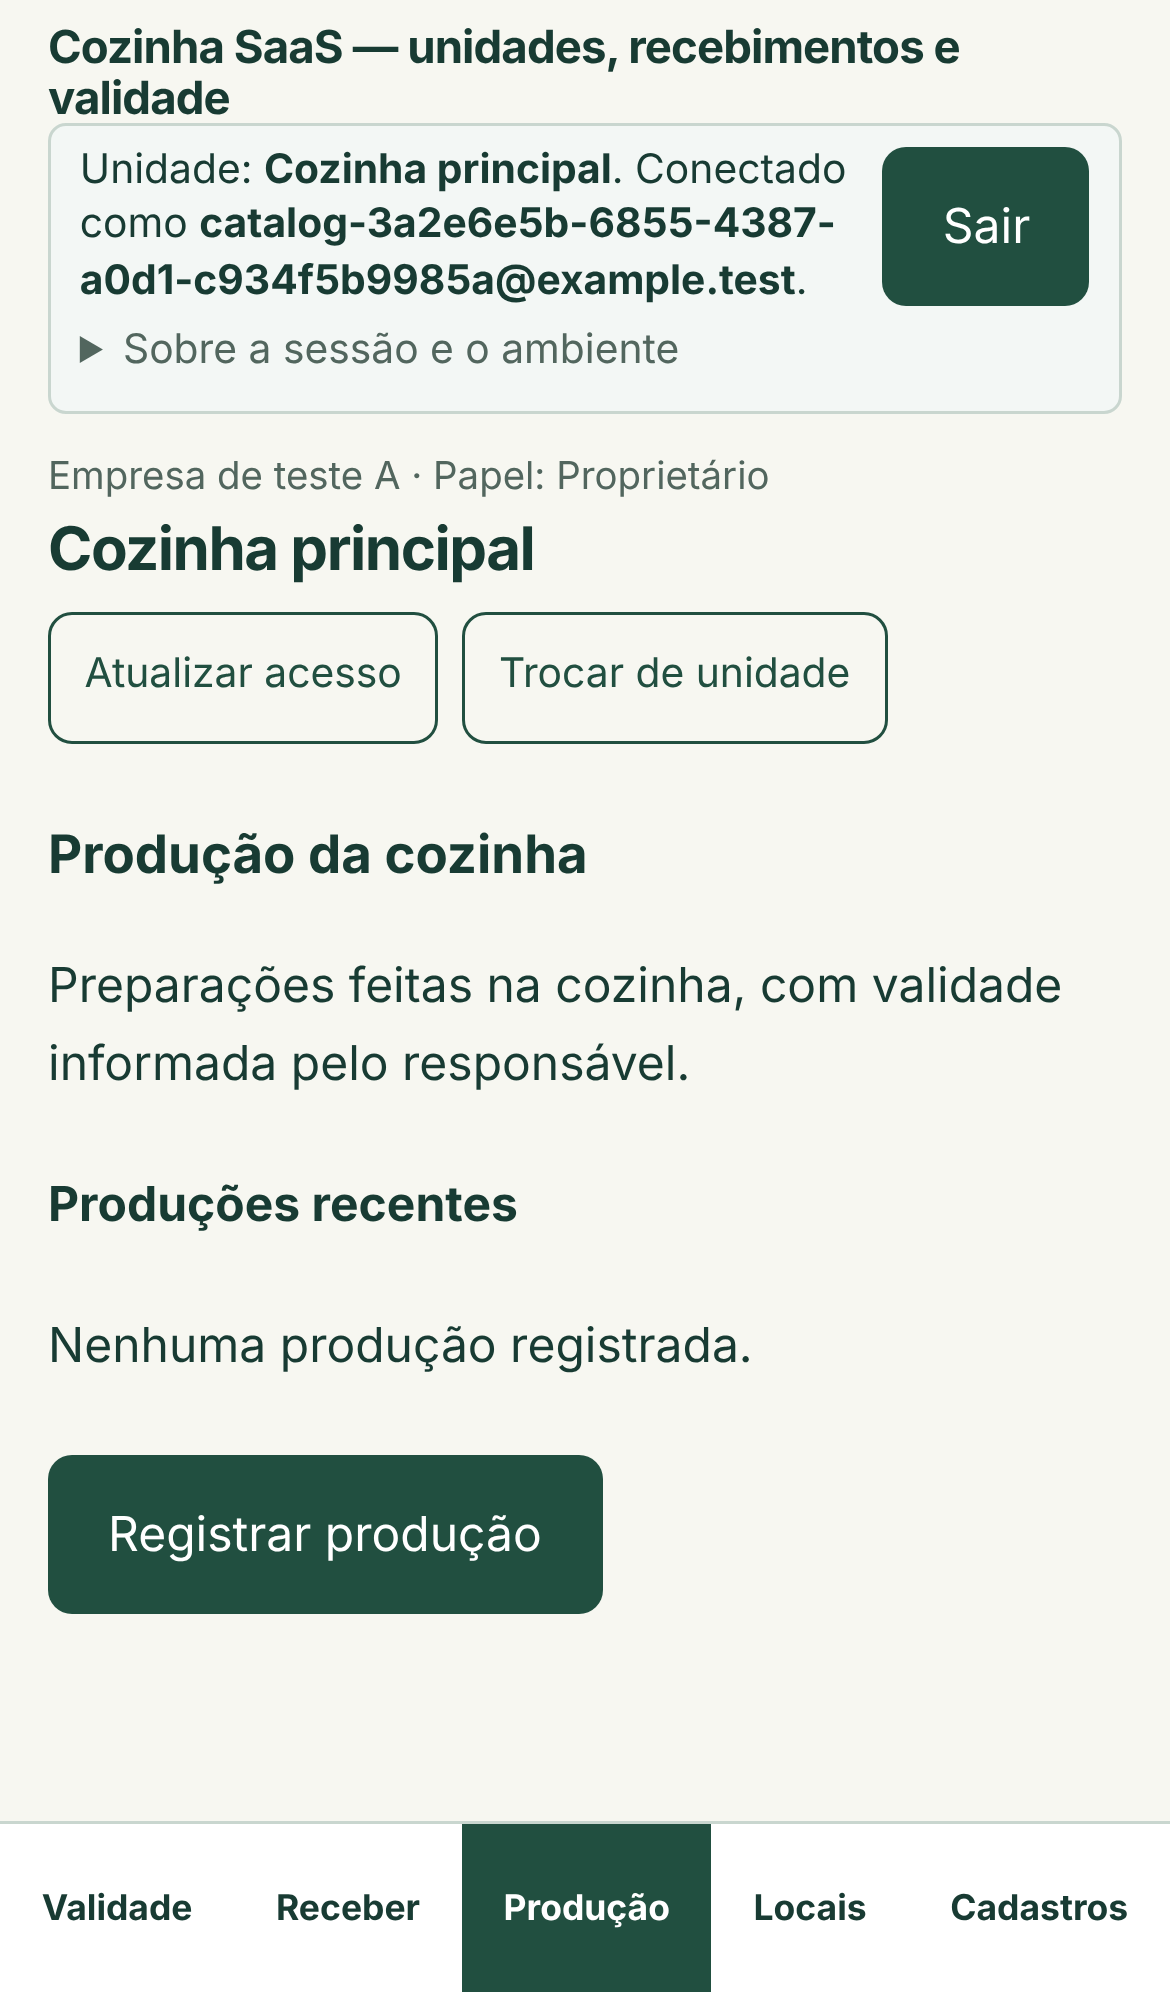 Cozinha SaaS — unidades, recebimentos e
validade
Unidade: Cozinha principal. Conectado
como catalog-3a2e6e5b-6855-4387-
a0d1-c934f5b9985a@example.test.
Sair
▶ Sobre a sessão e o ambiente
Empresa de teste A · Papel: Proprietário
Cozinha principal
Atualizar acesso
Trocar de unidade
Produção da cozinha
Preparações feitas na cozinha, com validade
informada pelo responsável.
Produções recentes
Nenhuma produção registrada.
Registrar produção
Validade
Receber
Produção
Locais
Cadastros